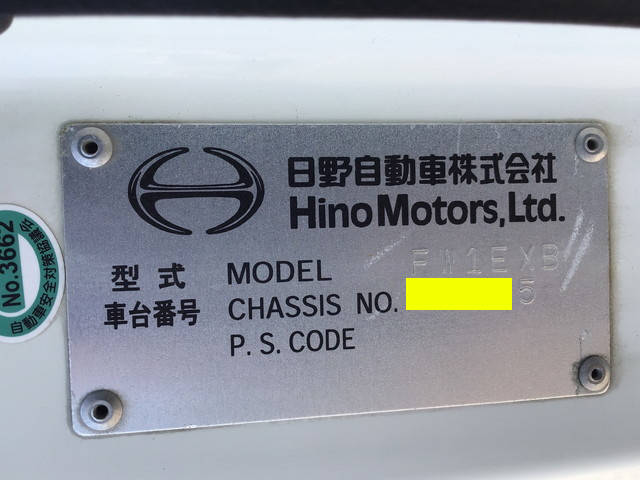 日野自動車株式会社
Hino Motors, Ltd.
型式 MODEL FW1EXB
車台番号 CHASSIS NO. 5
P. S. CODE
No.3662